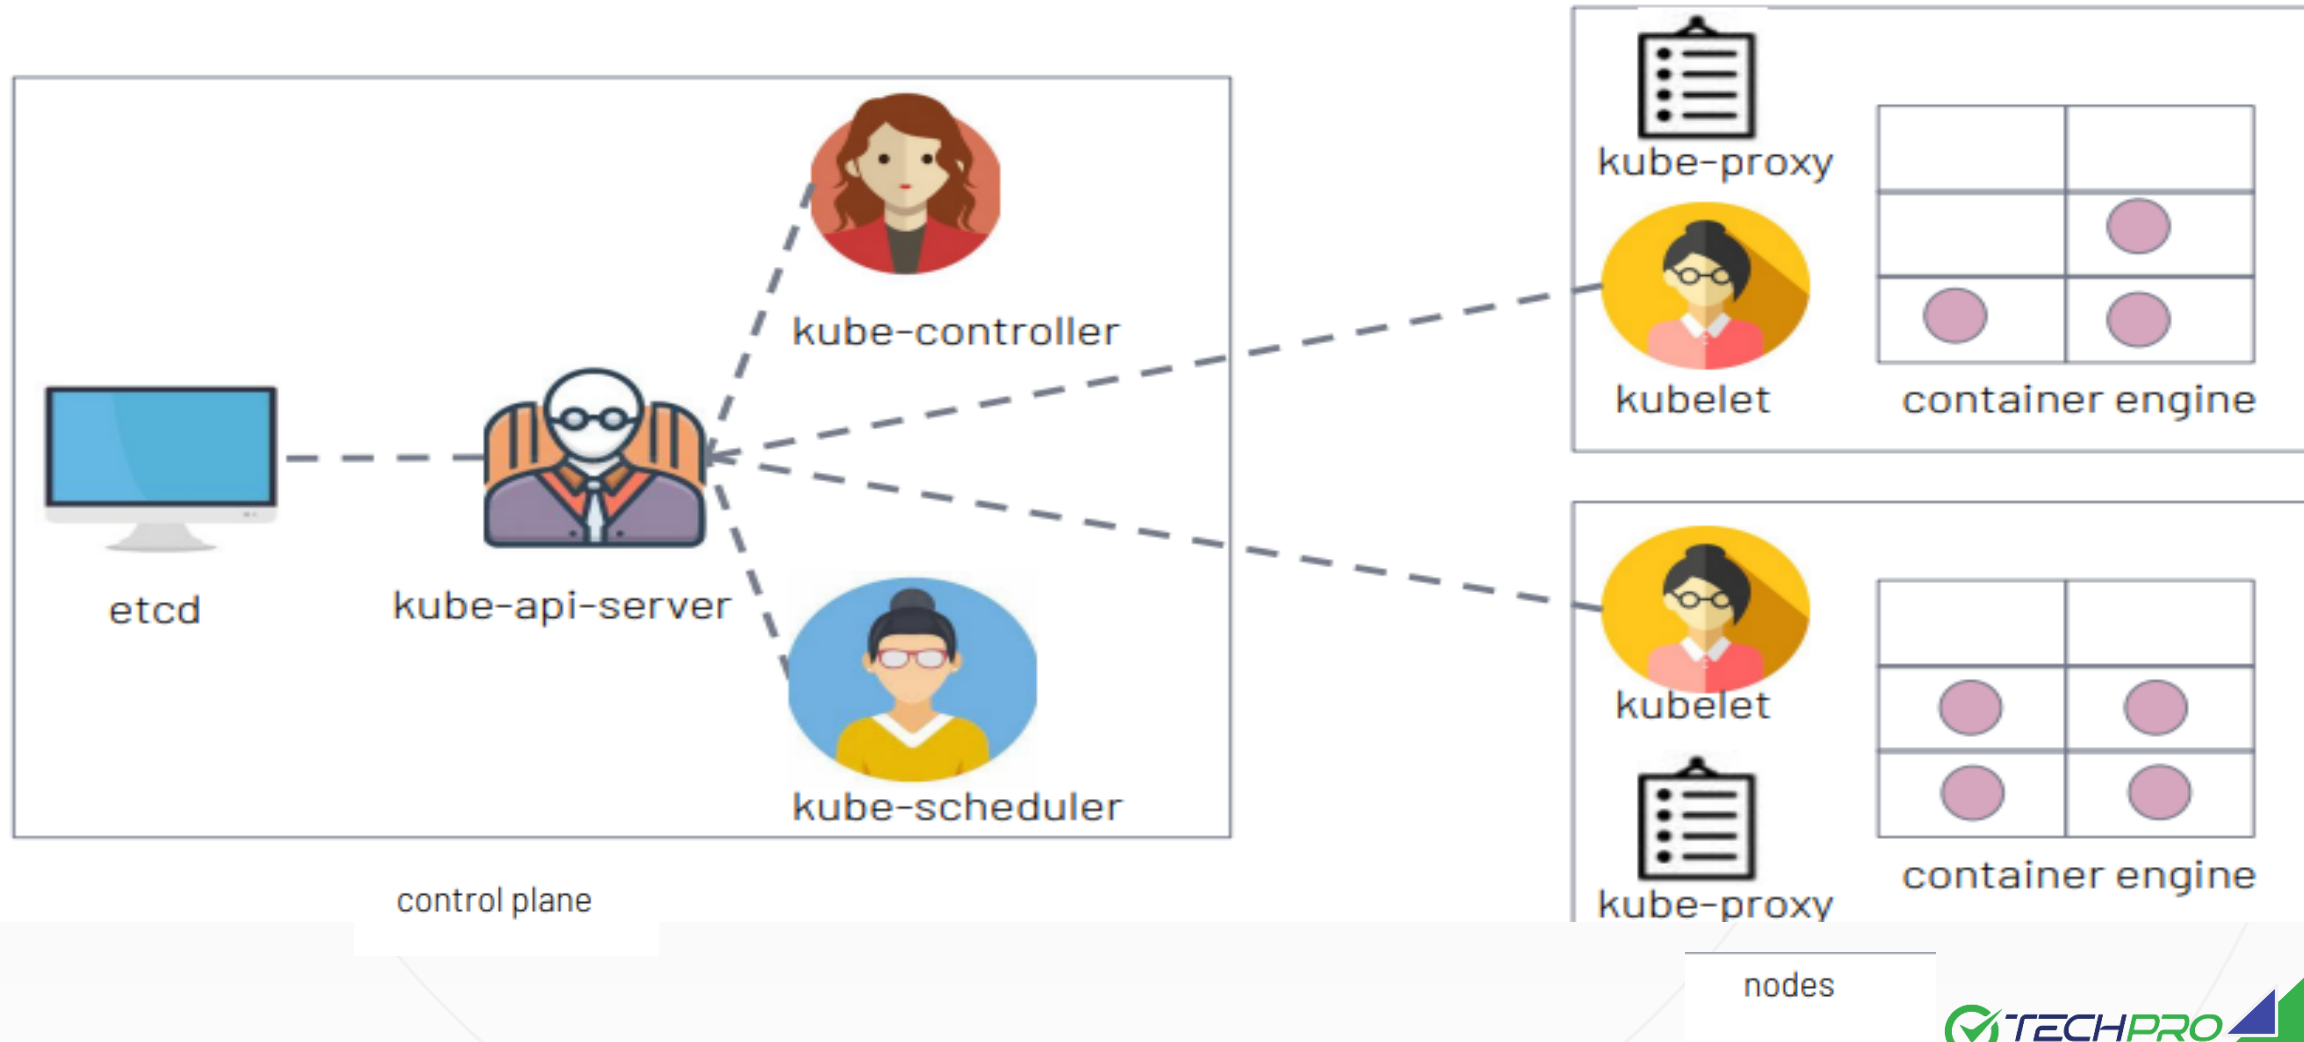 kube-controller
etcd
kube-api-server
kube-scheduler
control plane
kube-proxy
kubelet
container engine
kubelet
kube-proxy
container engine
nodes
TECHPRO